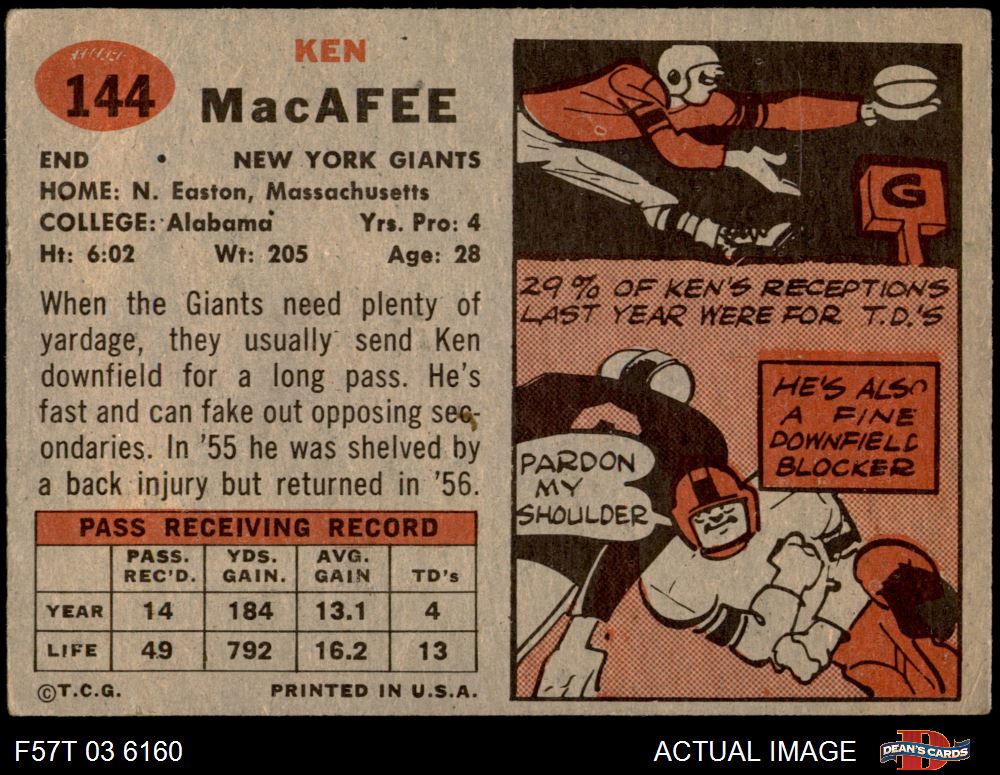 144
KEN
MacAFEE
END • NEW YORK GIANTS
HOME: N. Easton, Massachusetts
COLLEGE: Alabama Yrs. Pro: 4
Ht: 6:02 Wt: 205 Age: 28
When the Giants need plenty of
yardage, they usually send Ken
downfield for a long pass. He's
fast and can fake out opposing sec-
ondaries. In '55 he was shelved by
a back injury but returned in '56.
PASS RECEIVING RECORD
PASS. REC'D. YDS. GAIN. AVG. GAIN TD's
YEAR 14 184 13.1 4
LIFE 49 792 16.2 13
©T.C.G. PRINTED IN U.S.A.
G
29% OF KEN'S RECEPTIONS
LAST YEAR WERE FOR T.D.'S
HE'S ALSO
A FINE
DOWNFIELD
BLOCKER
PARDON
MY
SHOULDER
F57T 03 6160
ACTUAL IMAGE
DEAN'S CARDS